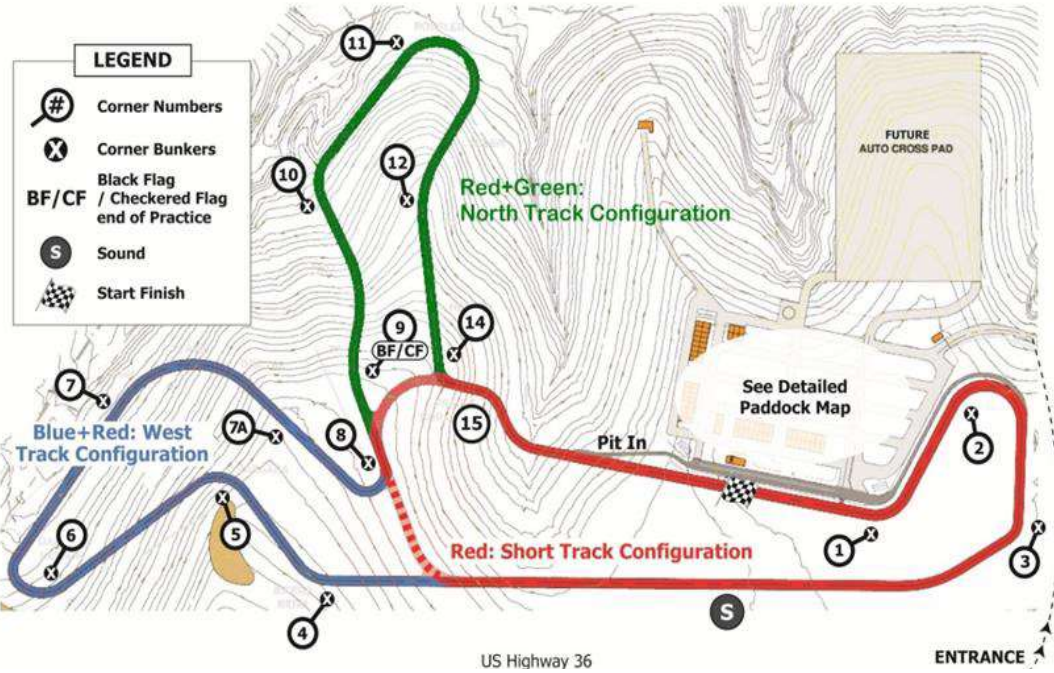 LEGEND
#
Corner Numbers
X
Corner Bunkers
BF/CF
Black Flag
/ Checkered Flag
end of Practice
S
Sound
Start Finish
11
10
12
Red+Green:
North Track Configuration
FUTURE
AUTO CROSS PAD
9
BF/CF
14
7
7A
8
15
Blue+Red: West
Track Configuration
See Detailed
Paddock Map
Pit In
2
6
5
Red: Short Track Configuration
1
3
4
S
US Highway 36
ENTRANCE